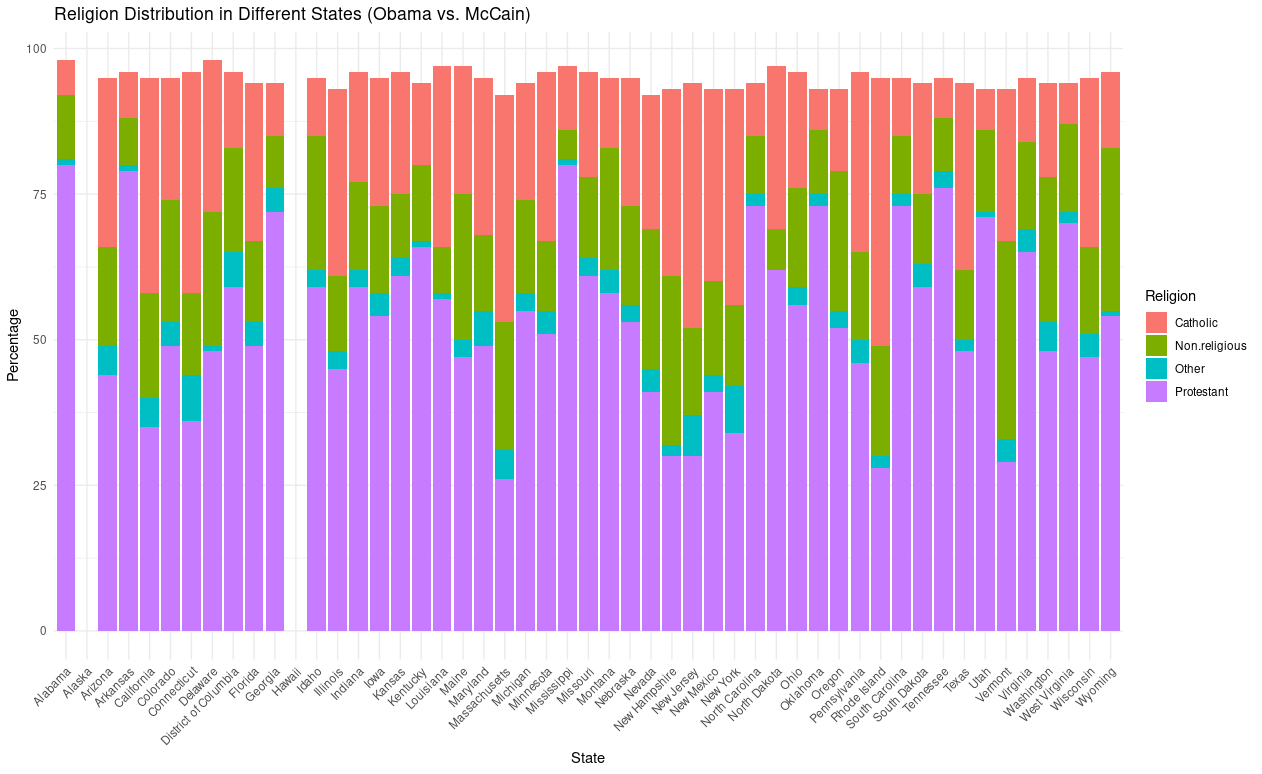 Religion Distribution in Different States (Obama vs. McCain)
100
75
50
25
0
Percentage
Alabama
Alaska
Arizona
Arkansas
California
Colorado
Connecticut
Delaware
District of Columbia
Florida
Georgia
Hawaii
Idaho
Illinois
Indiana
Iowa
Kansas
Kentucky
Louisiana
Maine
Maryland
Massachusetts
Michigan
Minnesota
Mississippi
Missouri
Montana
Nebraska
Nevada
New Hampshire
New Jersey
New Mexico
New York
North Carolina
North Dakota
Ohio
Oklahoma
Oregon
Pennsylvania
Rhode Island
South Carolina
South Dakota
Tennessee
Texas
Utah
Vermont
Virginia
Washington
West Virginia
Wisconsin
Wyoming
State
Religion
Catholic
Non.religious
Other
Protestant